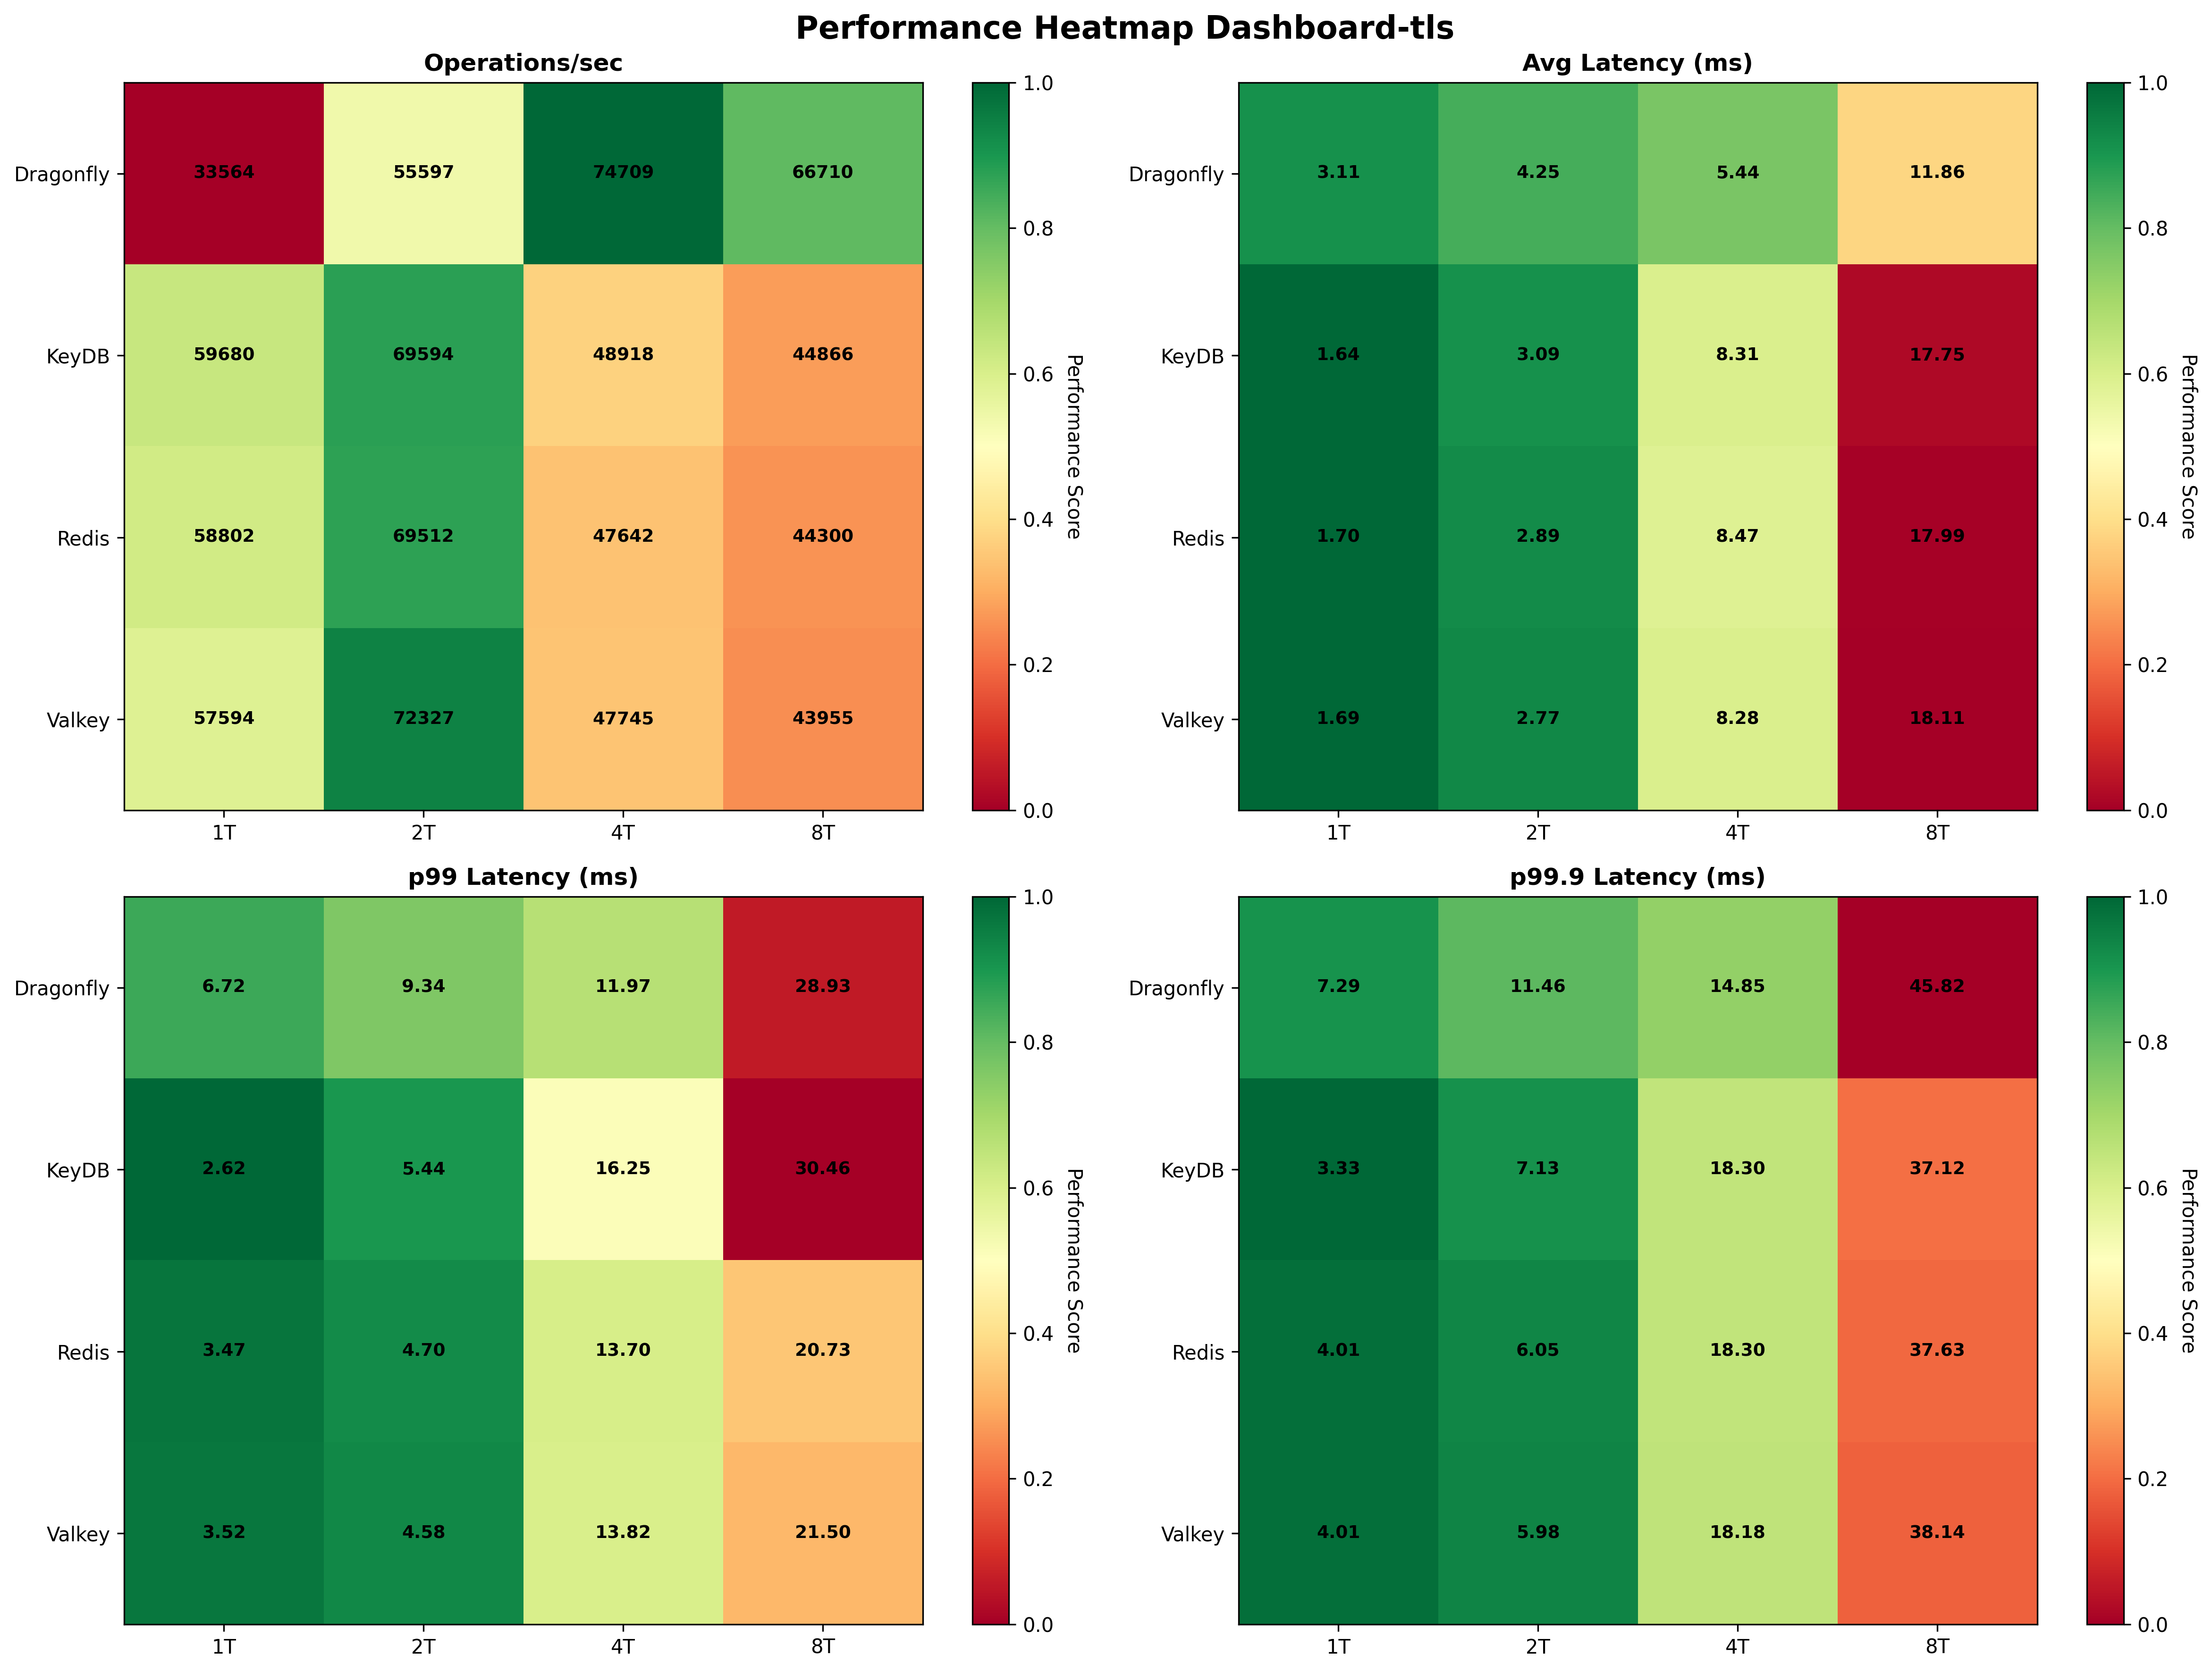 Performance Heatmap Dashboard-tls
Operations/sec
Dragonfly 33564 55597 74709 66710
KeyDB 59680 69594 48918 44866
Redis 58802 69512 47642 44300
Valkey 57594 72327 47745 43955
1T 2T 4T 8T
1.0
0.8
0.6
0.4
0.2
0.0
Performance Score
Avg Latency (ms)
Dragonfly 3.11 4.25 5.44 11.86
KeyDB 1.64 3.09 8.31 17.75
Redis 1.70 2.89 8.47 17.99
Valkey 1.69 2.77 8.28 18.11
1T 2T 4T 8T
1.0
0.8
0.6
0.4
0.2
0.0
Performance Score
p99 Latency (ms)
Dragonfly 6.72 9.34 11.97 28.93
KeyDB 2.62 5.44 16.25 30.46
Redis 3.47 4.70 13.70 20.73
Valkey 3.52 4.58 13.82 21.50
1T 2T 4T 8T
1.0
0.8
0.6
0.4
0.2
0.0
Performance Score
p99.9 Latency (ms)
Dragonfly 7.29 11.46 14.85 45.82
KeyDB 3.33 7.13 18.30 37.12
Redis 4.01 6.05 18.30 37.63
Valkey 4.01 5.98 18.18 38.14
1T 2T 4T 8T
1.0
0.8
0.6
0.4
0.2
0.0
Performance Score